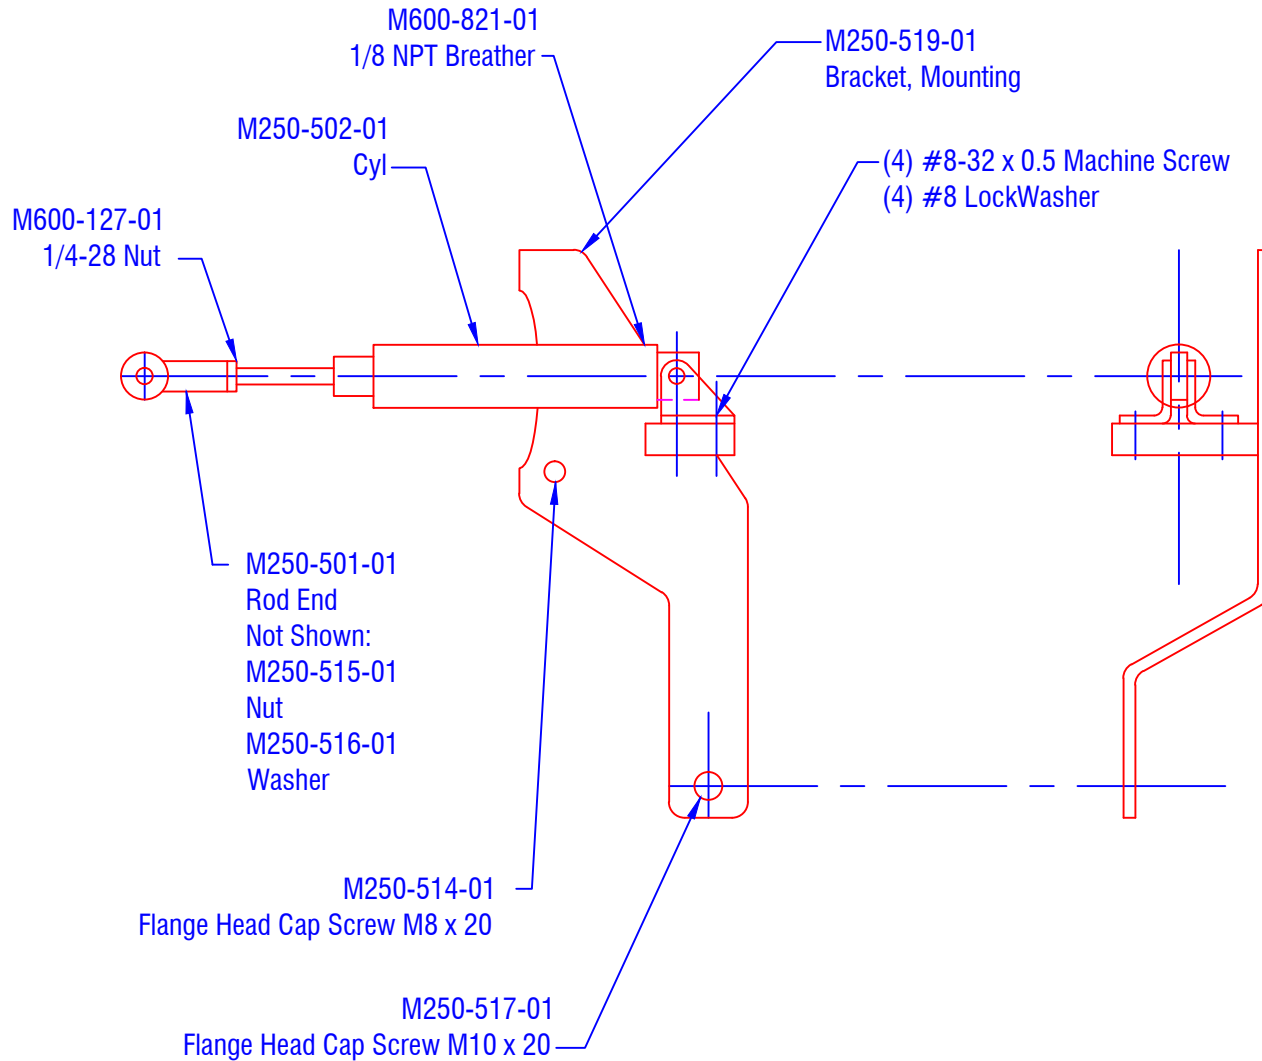 M600-821-01
1/8 NPT Breather
M250-519-01
Bracket, Mounting
M250-502-01
Cyl
(4) #8-32 x 0.5 Machine Screw
(4) #8 LockWasher
M600-127-01
1/4-28 Nut
M250-501-01
Rod End
Not Shown:
M250-515-01
Nut
M250-516-01
Washer
M250-514-01
Flange Head Cap Screw M8 x 20
M250-517-01
Flange Head Cap Screw M10 x 20